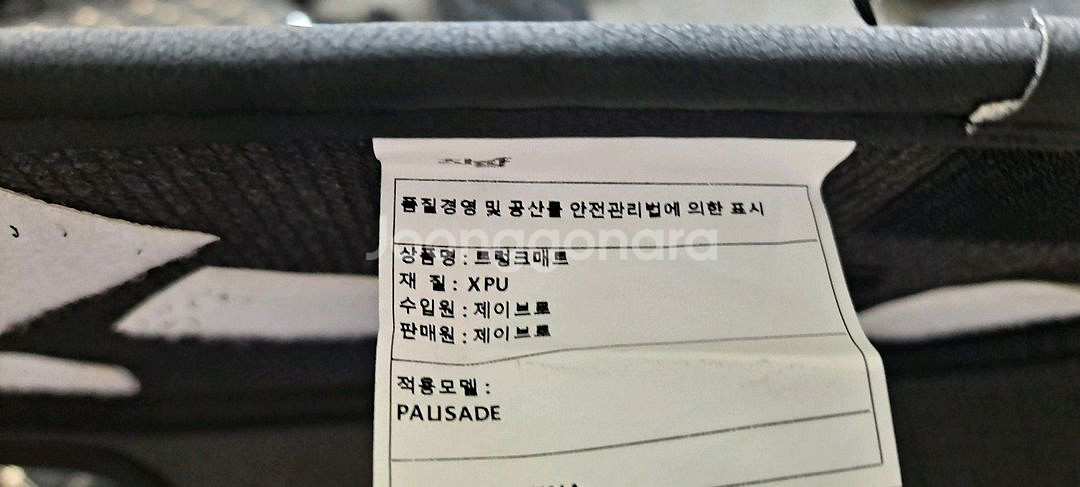 품질경영 및 공산품 안전관리법에 의한 표시
Joonggonara
상품명 : 트렁크매트
재 질 : XPU
수입원 : 제이브로
판매원 : 제이브로
적용모델 :
PALISADE